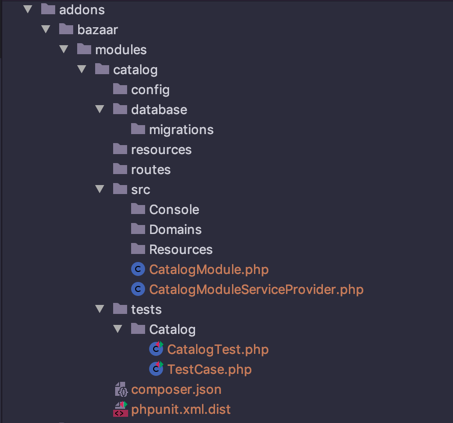 addons
bazaar
modules
catalog
config
database
migrations
resources
routes
src
Console
Domains
Resources
CatalogModule.php
CatalogModuleServiceProvider.php
tests
Catalog
CatalogTest.php
TestCase.php
composer.json
phpunit.xml.dist